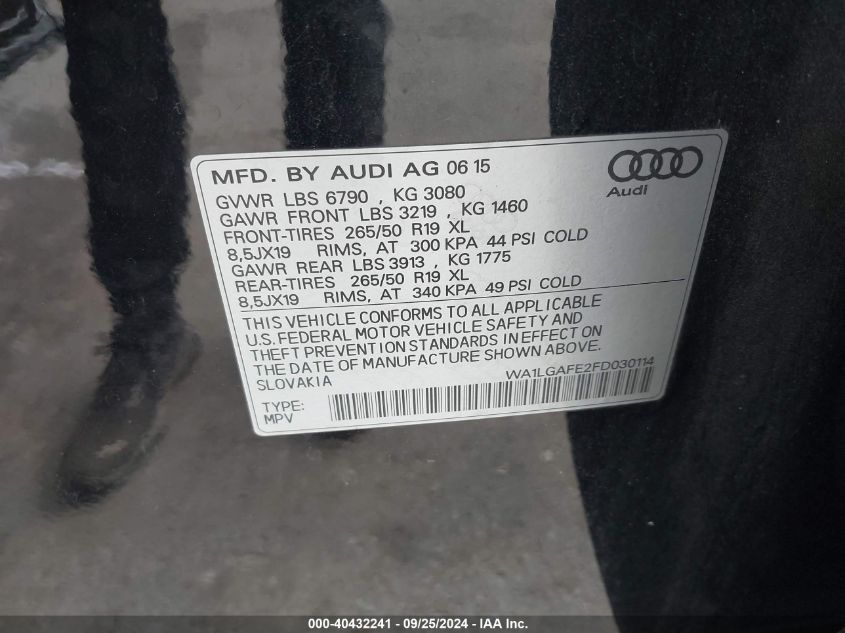 MFD. BY AUDI AG 06 15
Audi
GVWR LBS 6790 , KG 3080
GAWR FRONT LBS 3219 , KG 1460
FRONT-TIRES 265/50 R19 XL
8,5JX19 RIMS, AT 300 KPA 44 PSI COLD
GAWR REAR LBS 3913 , KG 1775
REAR-TIRES 265/50 R19 XL
8,5JX19 RIMS, AT 340 KPA 49 PSI COLD
THIS VEHICLE CONFORMS TO ALL APPLICABLE
U.S. FEDERAL MOTOR VEHICLE SAFETY AND
THEFT PREVENTION STANDARDS IN EFFECT ON
THE DATE OF MANUFACTURE SHOWN ABOVE.
SLOVAKIA
WA1LGAFE2FD030114
TYPE:
MPV
000-40432241 - 09/25/2024 - IAA Inc.